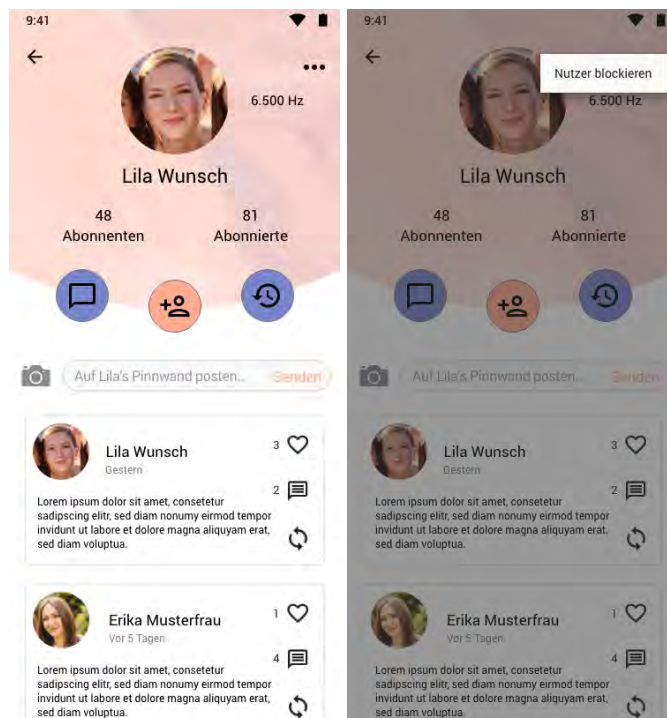 9:41
6.500 Hz
Lila Wunsch
48
Abonnenten
81
Abonnierte
Auf Lila's Pinnwand posten..
Senden
Lila Wunsch
3
Gestern
2
Lorem ipsum dolor sit amet, consetetur
sadipscing elitr, sed diam nonumy eirmod tempor
invidunt ut labore et dolore magna aliquyam erat,
sed diam voluptua.
Erika Musterfrau
1
Vor 5 Tagen
4
Lorem ipsum dolor sit amet, consetetur
sadipscing elitr, sed diam nonumy eirmod tempor
invidunt ut labore et dolore magna aliquyam erat,
sed diam voluptua.
9:41
Nutzer blockieren
6.500 Hz
Lila Wunsch
48
Abonnenten
81
Abonnierte
Auf Lila's Pinnwand posten..
Senden
Lila Wunsch
3
Gestern
2
Lorem ipsum dolor sit amet, consetetur
sadipscing elitr, sed diam nonumy eirmod tempor
invidunt ut labore et dolore magna aliquyam erat,
sed diam voluptua.
Erika Musterfrau
1
Vor 5 Tagen
4
Lorem ipsum dolor sit amet, consetetur
sadipscing elitr, sed diam nonumy eirmod tempor
invidunt ut labore et dolore magna aliquyam erat,
sed diam voluptua.